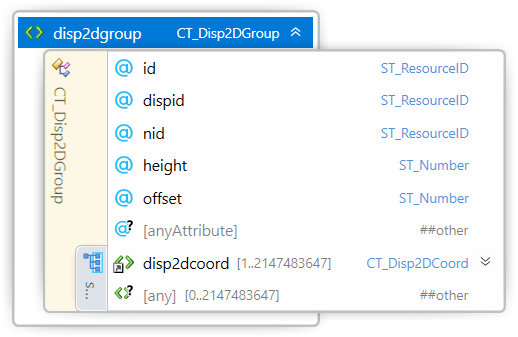 disp2dgroup CT_Disp2DGroup
CT_Disp2DGroup
id ST_ResourceID
dispid ST_ResourceID
nid ST_ResourceID
height ST_Number
offset ST_Number
[anyAttribute] ##other
S...
disp2dcoord [1..2147483647] CT_Disp2DCoord
[any] [0..2147483647] ##other